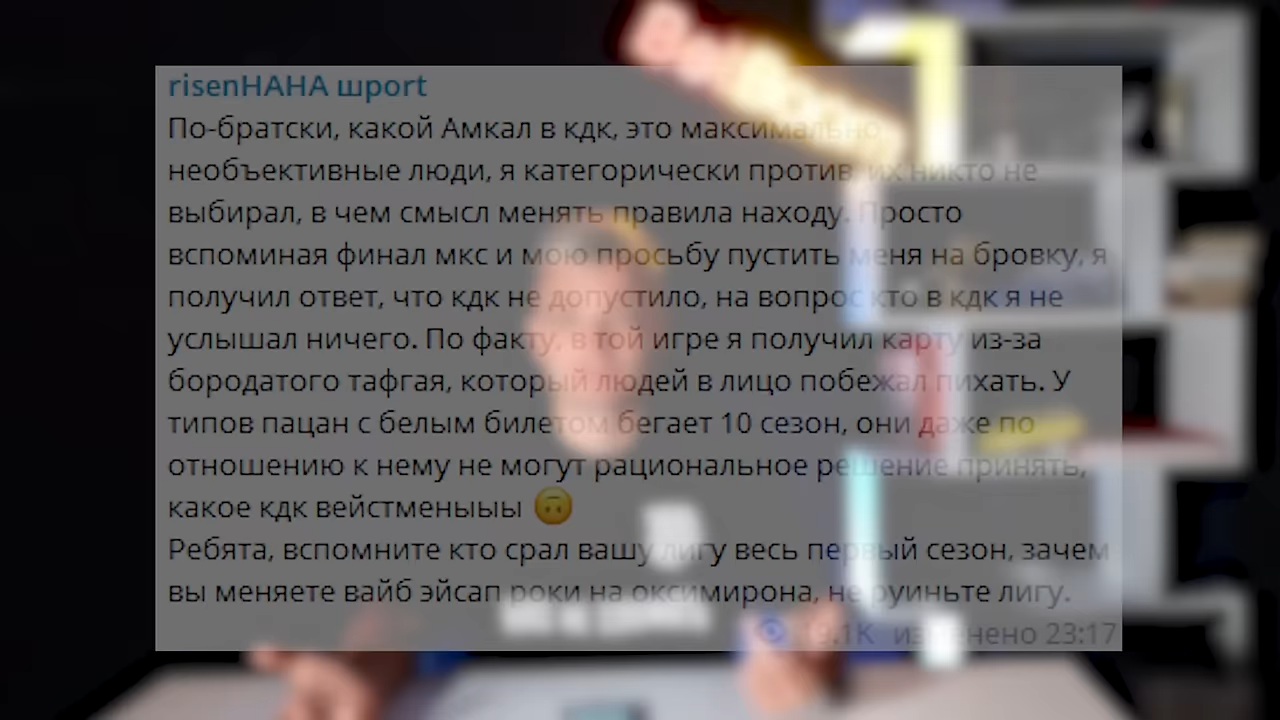 risenHAHA шport
По-братски, какой Амкал в кдк, это максимально
необъективные люди, я категорически против, их никто не
выбирал, в чем смысл менять правила находу. Просто
вспоминая финал мкс и мою просьбу пустить меня на бровку, я
получил ответ, что кдк не допустило, на вопрос кто в кдк я не
услышал ничего. По факту, в той игре я получил карту из-за
бородатого тафгая, который людей в лицо побежал пихать. У
типов пацан с белым билетом бегает 10 сезон, они даже по
отношению к нему не могут рациональное решение принять,
какое кдк вейстменыыы 🙃
Ребята, вспомните кто срал вашу лигу весь первый сезон, зачем
вы меняете вайб эйсап роки на оксимирона, не руиньте лигу.
изменено 23:17